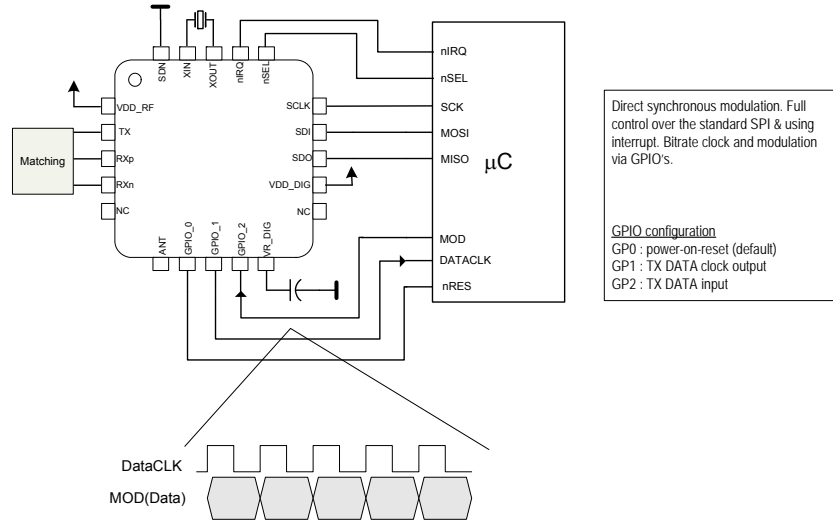 SDN
XIN
XOUT
nIRQ
nSEL
VDD_RF
TX
RXp
RXn
NC
Matching
SCLK
SDI
SDO
VDD_DIG
NC
ANT
GPIO_0
GPIO_1
GPIO_2
VR_DIG
nIRQ
nSEL
SCK
MOSI
MISO
μC
MOD
DATACLK
nRES
Direct synchronous modulation. Full
control over the standard SPI & using
interrupt. Bitrate clock and modulation
via GPIO's.
GPIO configuration
GP0 : power-on-reset (default)
GP1 : TX DATA clock output
GP2 : TX DATA input
DataCLK
MOD(Data)